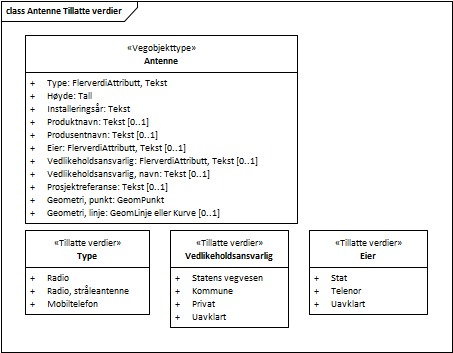 class Antenne Tillatte verdier
«Vegobjekttype»
Antenne
+ Type: FlerverdiAttributt, Tekst
+ Høyde: Tall
+ Installeringsår: Tekst
+ Produktnavn: Tekst [0..1]
+ Produsentnavn: Tekst [0..1]
+ Eier: FlerverdiAttributt, Tekst [0..1]
+ Vedlikeholdsansvarlig: FlerverdiAttributt, Tekst [0..1]
+ Vedlikeholdsansvarlig, navn: Tekst [0..1]
+ Prosjektreferanse: Tekst [0..1]
+ Geometri, punkt: GeomPunkt
+ Geometri, linje: GeomLinje eller Kurve [0..1]
«Tillatte verdier»
Type
+ Radio
+ Radio, stråleantenne
+ Mobiltelefon
«Tillatte verdier»
Vedlikeholdsansvarlig
+ Statens vegvesen
+ Kommune
+ Privat
+ Uavklart
«Tillatte verdier»
Eier
+ Stat
+ Telenor
+ Uavklart